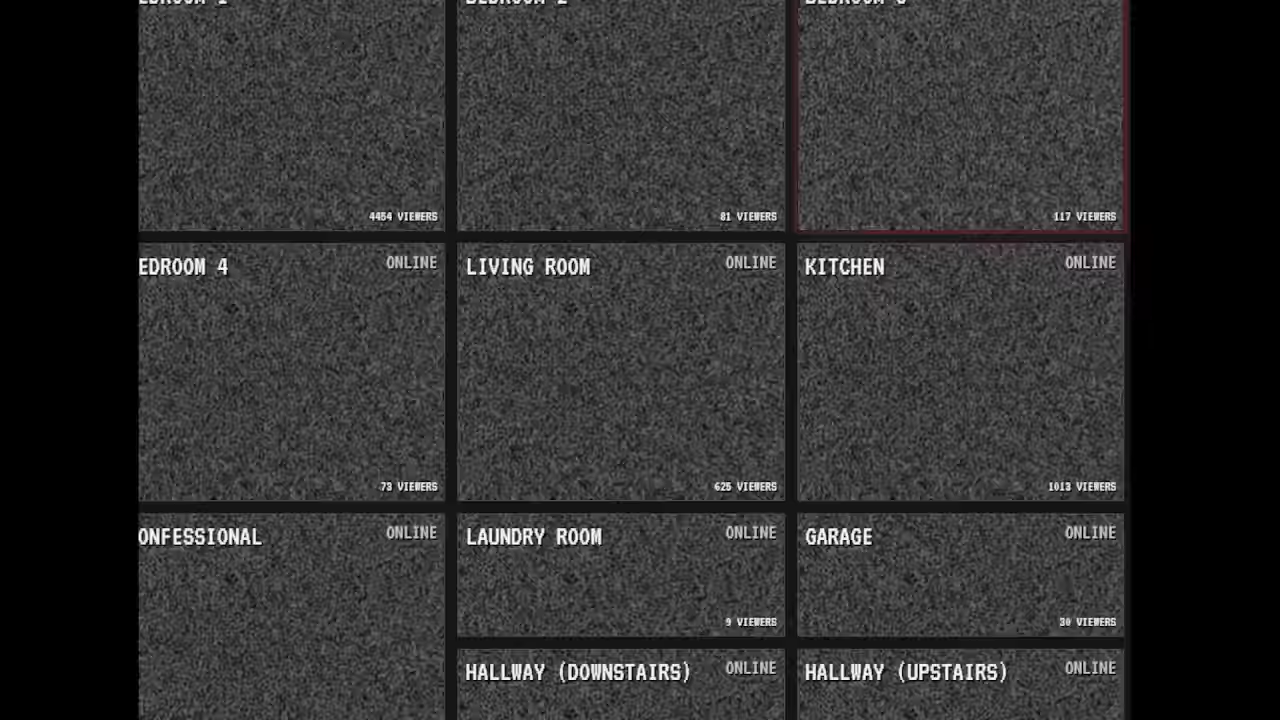 4454 VIEWERS
81 VIEWERS
117 VIEWERS
EDROOM 4
ONLINE
LIVING ROOM
ONLINE
KITCHEN
ONLINE
73 VIEWERS
625 VIEWERS
1013 VIEWERS
ONFESSIONAL
ONLINE
LAUNDRY ROOM
ONLINE
GARAGE
ONLINE
9 VIEWERS
30 VIEWERS
HALLWAY (DOWNSTAIRS)
ONLINE
HALLWAY (UPSTAIRS)
ONLINE